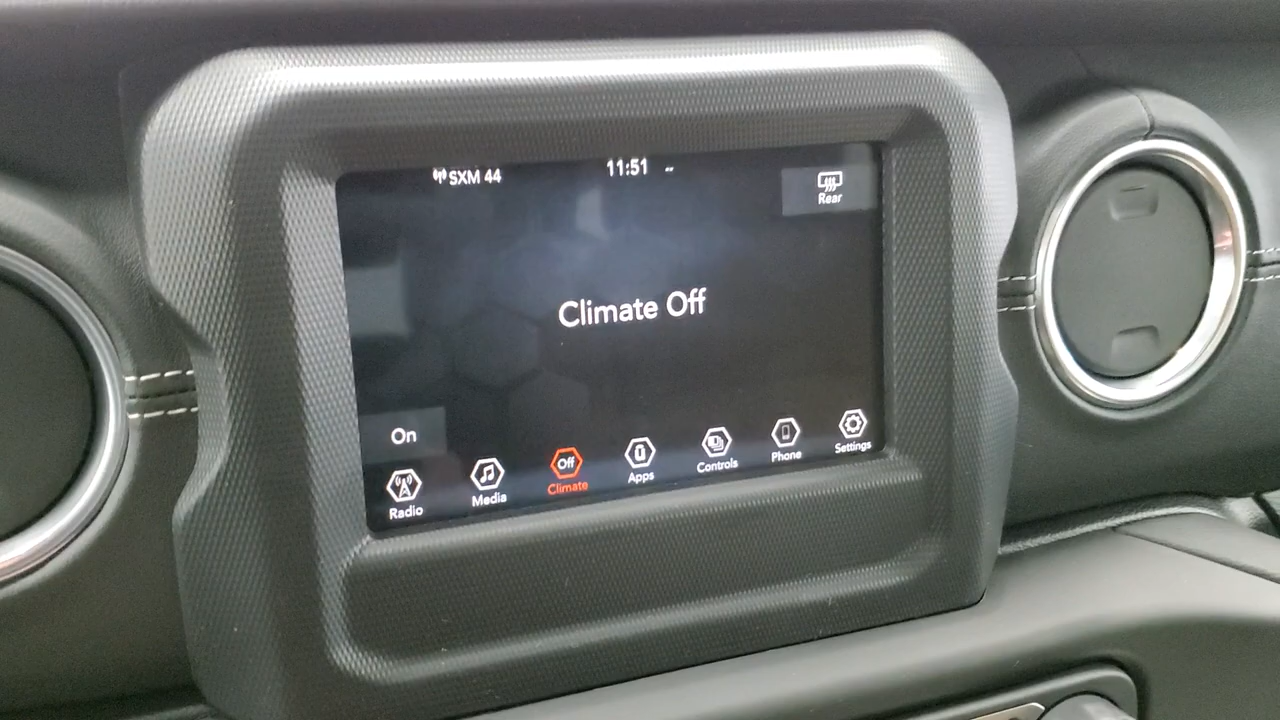 SXM 44
11:51 --
Rear
Climate Off
On
Radio
Media
Off
Climate
Apps
Controls
Phone
Settings